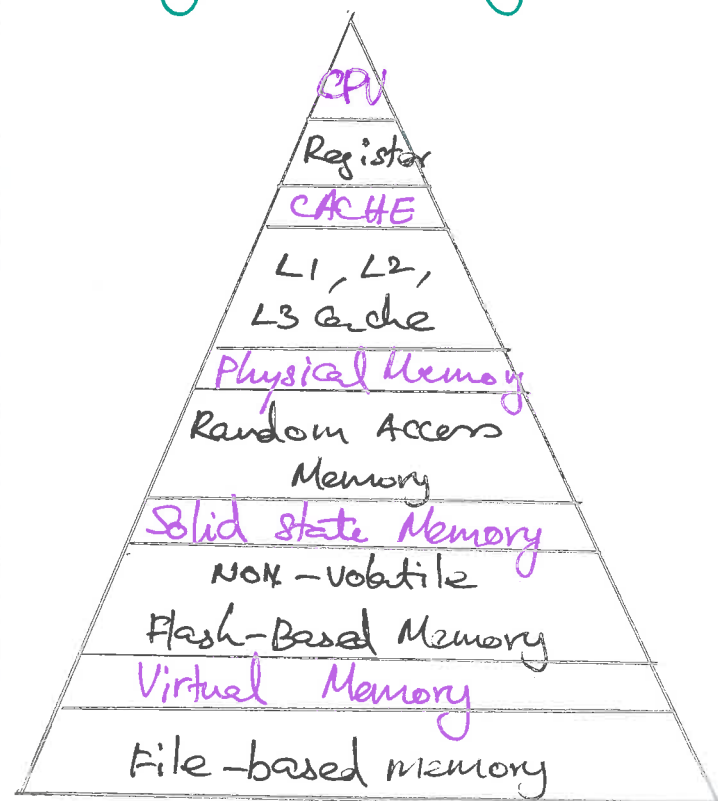 CPU
Register
CACHE
L1, L2,
L3 Cache
Physical Memory
Random Access
Memory
Solid state Memory
NON-Volatile
Flash-Based Memory
Virtual Memory
File-based memory